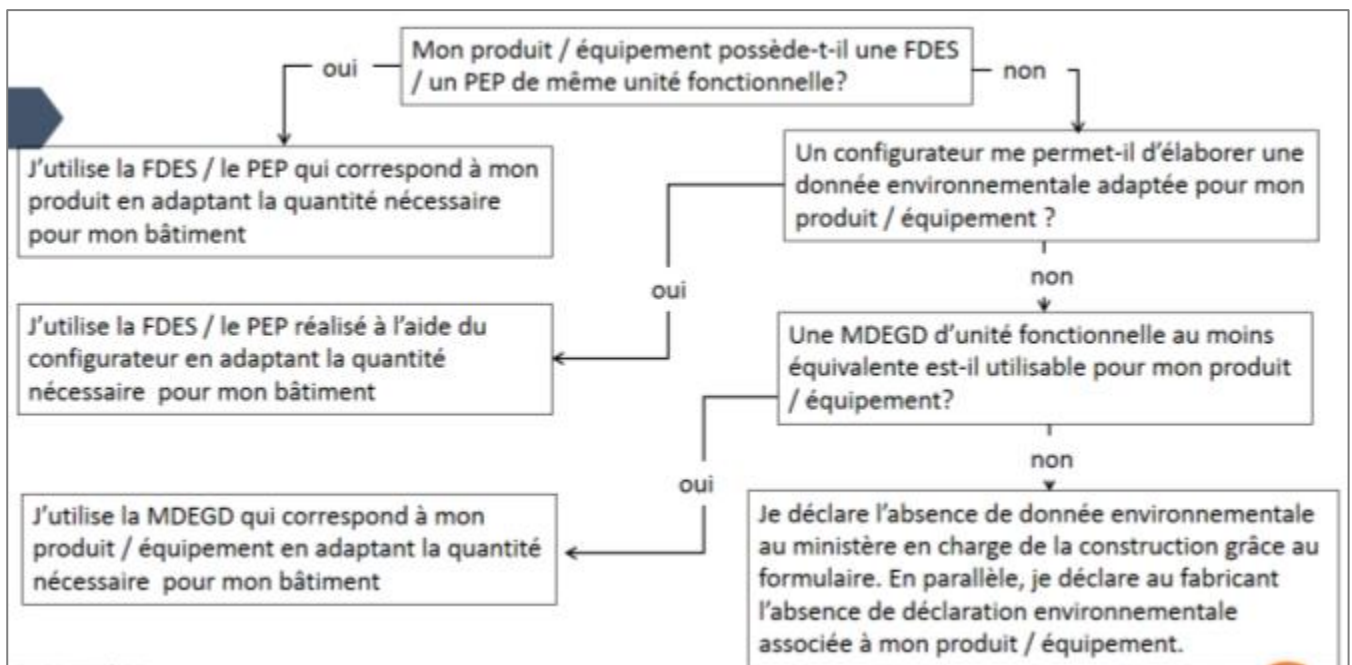 Mon produit / équipement possède-t-il une FDES
/ un PEP de même unité fonctionnelle?
oui
non
J'utilise la FDES / le PEP qui correspond à mon
produit en adaptant la quantité nécessaire
pour mon bâtiment
Un configurateur me permet-il d'élaborer une
donnée environnementale adaptée pour mon
produit / équipement ?
oui
non
J'utilise la FDES / le PEP réalisé à l'aide du
configurateur en adaptant la quantité
nécessaire pour mon bâtiment
Une MDEGD d'unité fonctionnelle au moins
équivalente est-il utilisable pour mon produit
/ équipement?
oui
non
J'utilise la MDEGD qui correspond à mon
produit / équipement en adaptant la quantité
nécessaire pour mon bâtiment
Je déclare l'absence de donnée environnementale
au ministère en charge de la construction grâce au
formulaire. En parallèle, je déclare au fabricant
l'absence de déclaration environnementale
associée à mon produit / équipement.